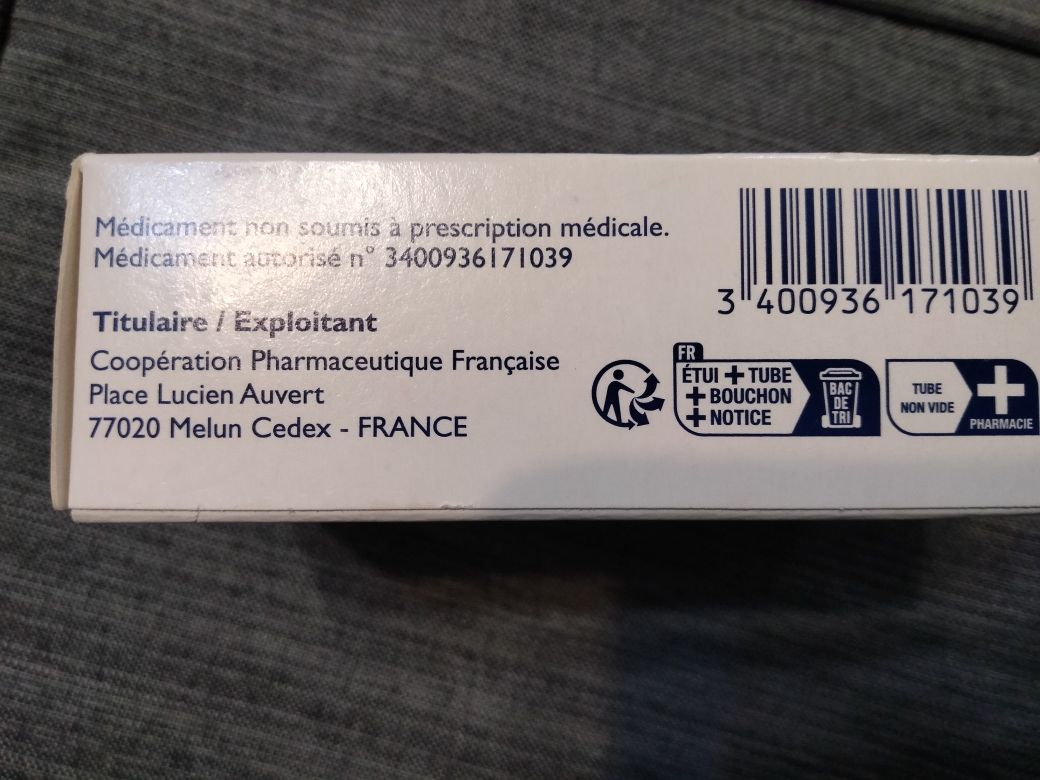 Médicament non soumis à prescription médicale.
Médicament autorisé n° 3400936171039
Titulaire / Exploitant
Coopération Pharmaceutique Française
Place Lucien Auvert
77020 Melun Cedex - FRANCE
3 400936 171039
FR
ÉTUI + TUBE
+ BOUCHON
+ NOTICE
BAC
DE
TRI
TUBE
NON VIDE
PHARMACIE